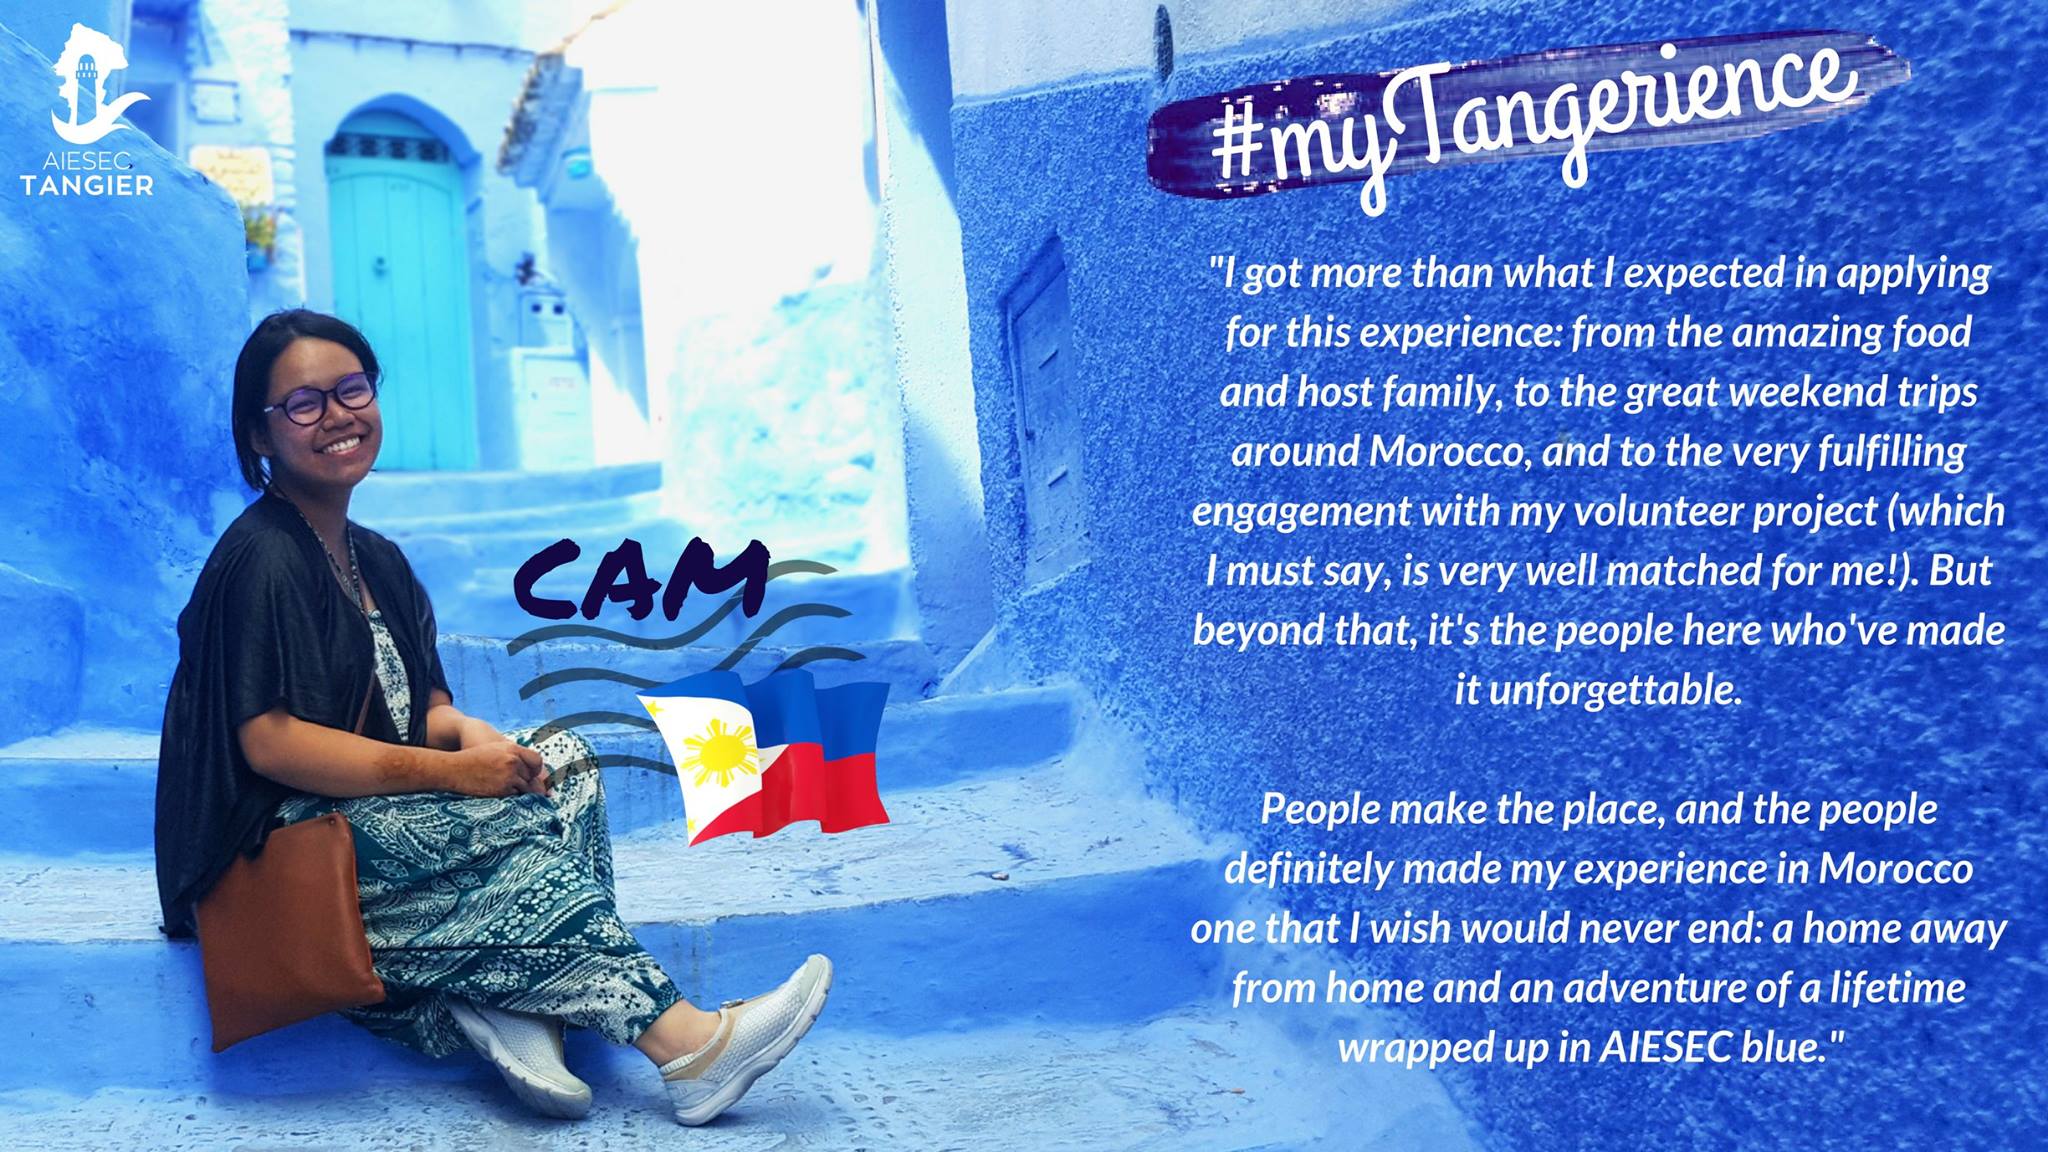 AIESEC
TANGIER
#myTangerience
"I got more than what I expected in applying
for this experience: from the amazing food
and host family, to the great weekend trips
around Morocco, and to the very fulfilling
engagement with my volunteer project (which
I must say, is very well matched for me!). But
beyond that, it's the people here who've made
it unforgettable.
People make the place, and the people
definitely made my experience in Morocco
one that I wish would never end: a home away
from home and an adventure of a lifetime
wrapped up in AIESEC blue."
CAM